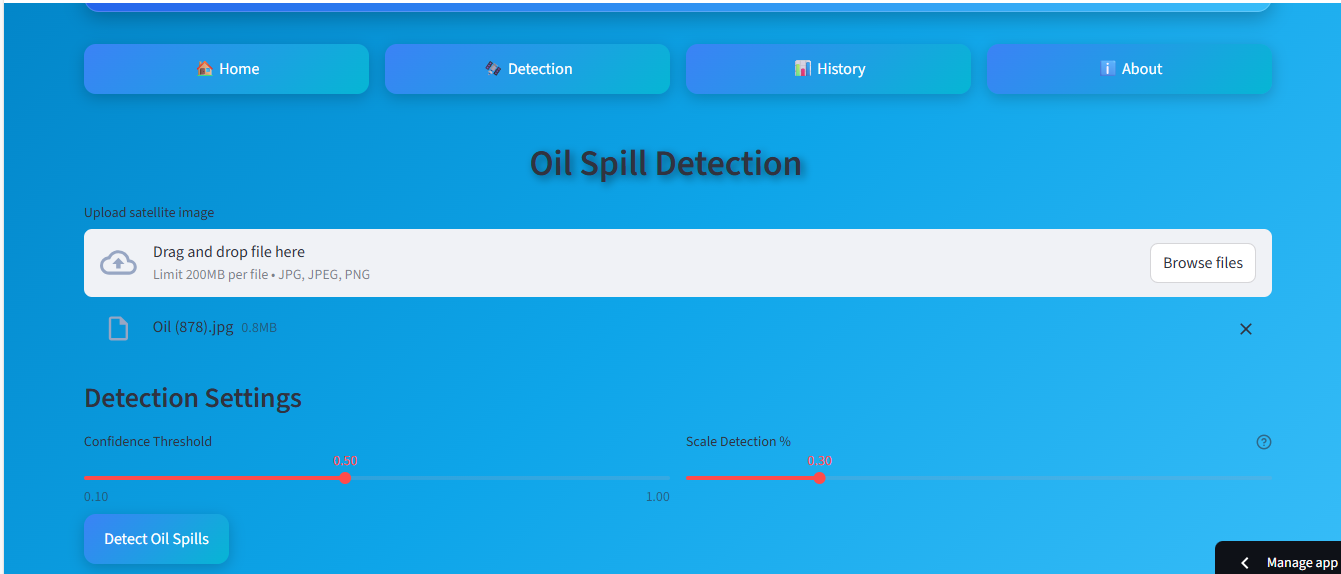 🏠 Home
🛰️ Detection
📊 History
ℹ️ About
Oil Spill Detection
Upload satellite image
Drag and drop file here
Limit 200MB per file • JPG, JPEG, PNG
Browse files
Oil (878).jpg 0.8MB
Detection Settings
Confidence Threshold
0.50
0.10
1.00
Scale Detection %
0.30
Detect Oil Spills
Manage app